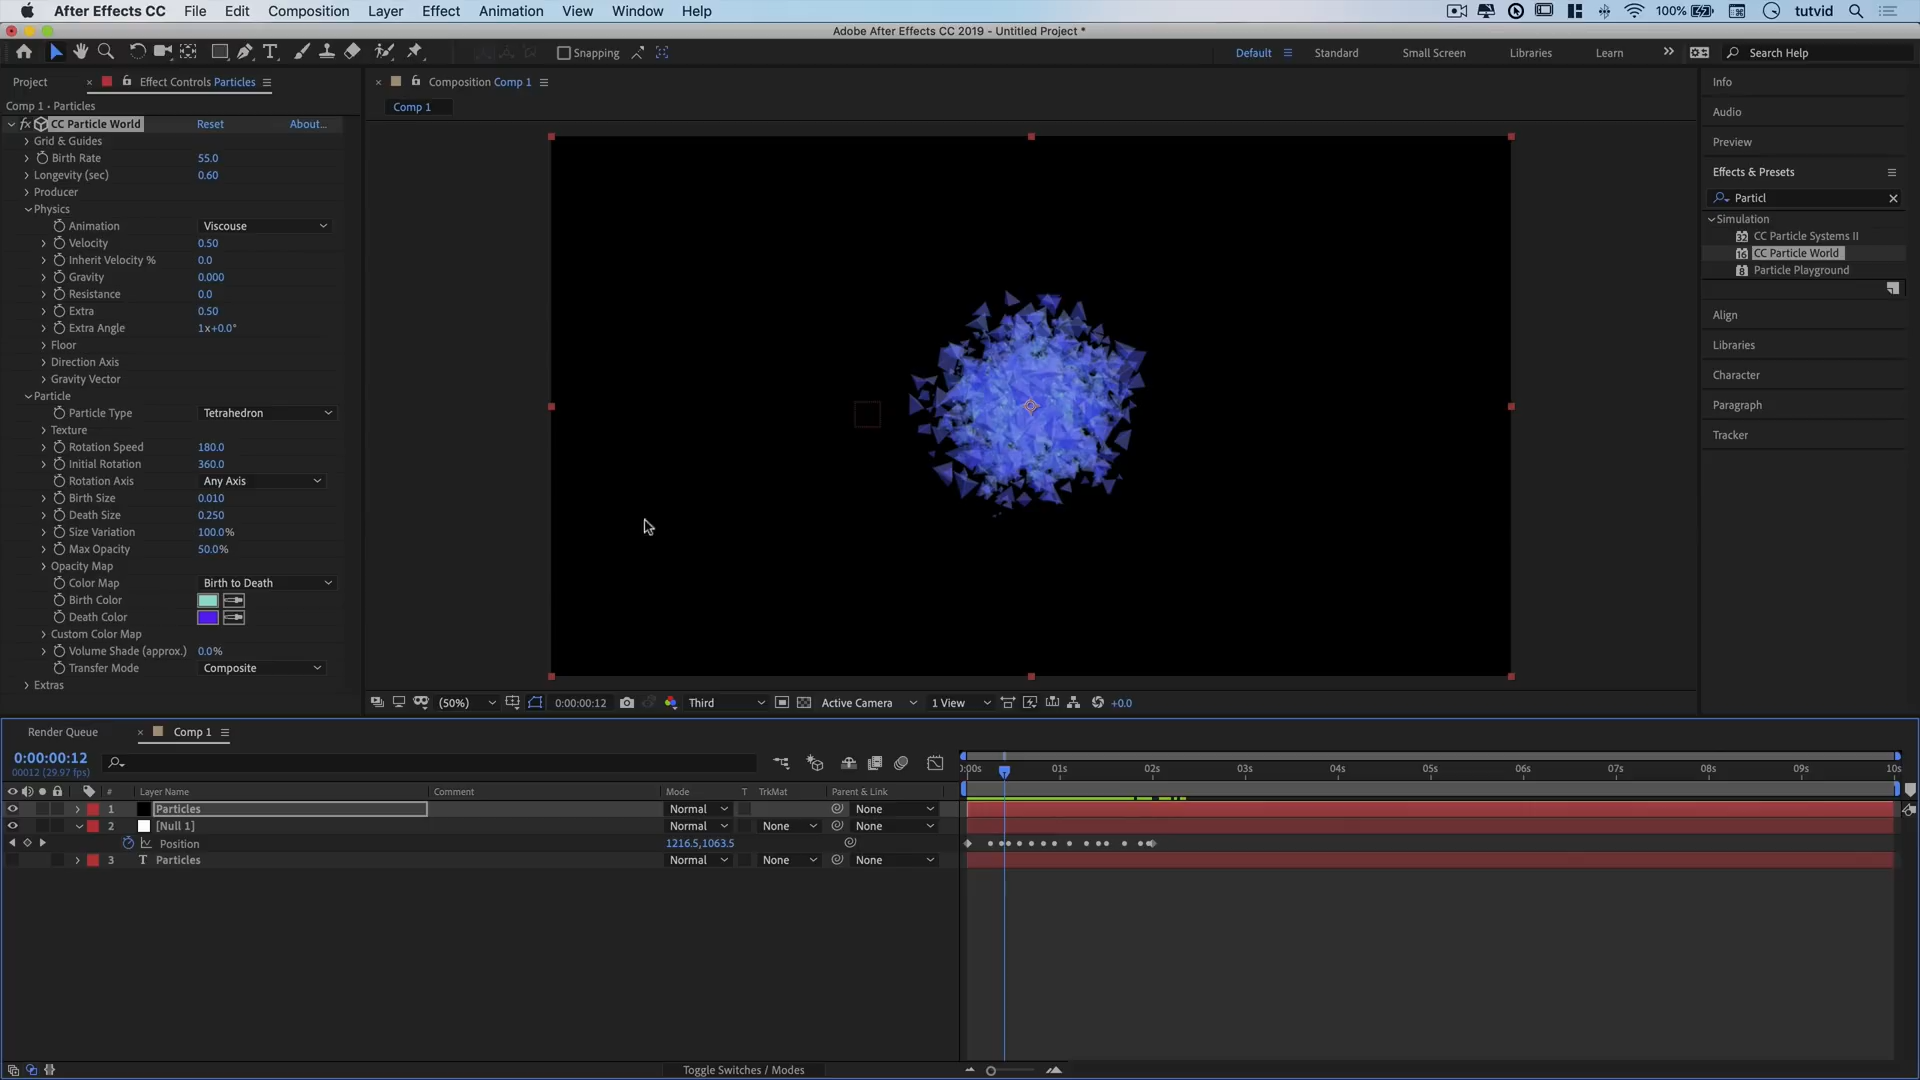 After Effects CC File Edit Composition Layer Effect Animation View Window Help 100% tutvid
Adobe After Effects CC 2019 - Untitled Project *
Snapping Default Standard Small Screen Libraries Learn Search Help
Project Effect Controls Particles Composition Comp 1 Info
Comp 1 • Particles Comp 1 Audio
fx CC Particle World Reset About...
Grid & Guides Preview
Birth Rate 55.0
Longevity (sec) 0.60 Effects & Presets
Producer Particl
Physics Simulation
Animation Viscouse 32 CC Particle Systems II
Velocity 0.50 16 CC Particle World
Inherit Velocity % 0.0 8 Particle Playground
Gravity 0.000
Resistance 0.0
Extra 0.50 Align
Extra Angle 1x+0.0°
Floor Libraries
Direction Axis Character
Gravity Vector
Particle Paragraph
Particle Type Tetrahedron
Texture Tracker
Rotation Speed 180.0
Initial Rotation 360.0
Rotation Axis Any Axis
Birth Size 0.010
Death Size 0.250
Size Variation 100.0%
Max Opacity 50.0%
Opacity Map
Color Map Birth to Death
Birth Color
Death Color
Custom Color Map
Volume Shade (approx.) 0.0%
Transfer Mode Composite
Extras
(50%) 0:00:00:12 Third Active Camera 1 View +0.0
Render Queue Comp 1
0:00:00:12
00012 (29.97 fps)
:00s 01s 02s 03s 04s 05s 06s 07s 08s 09s 10s
# Layer Name Comment Mode T TrkMat Parent & Link
1 Particles Normal None
2 [Null 1] Normal None None
Position 1216.5,1063.5
3 T Particles Normal None None
Toggle Switches / Modes